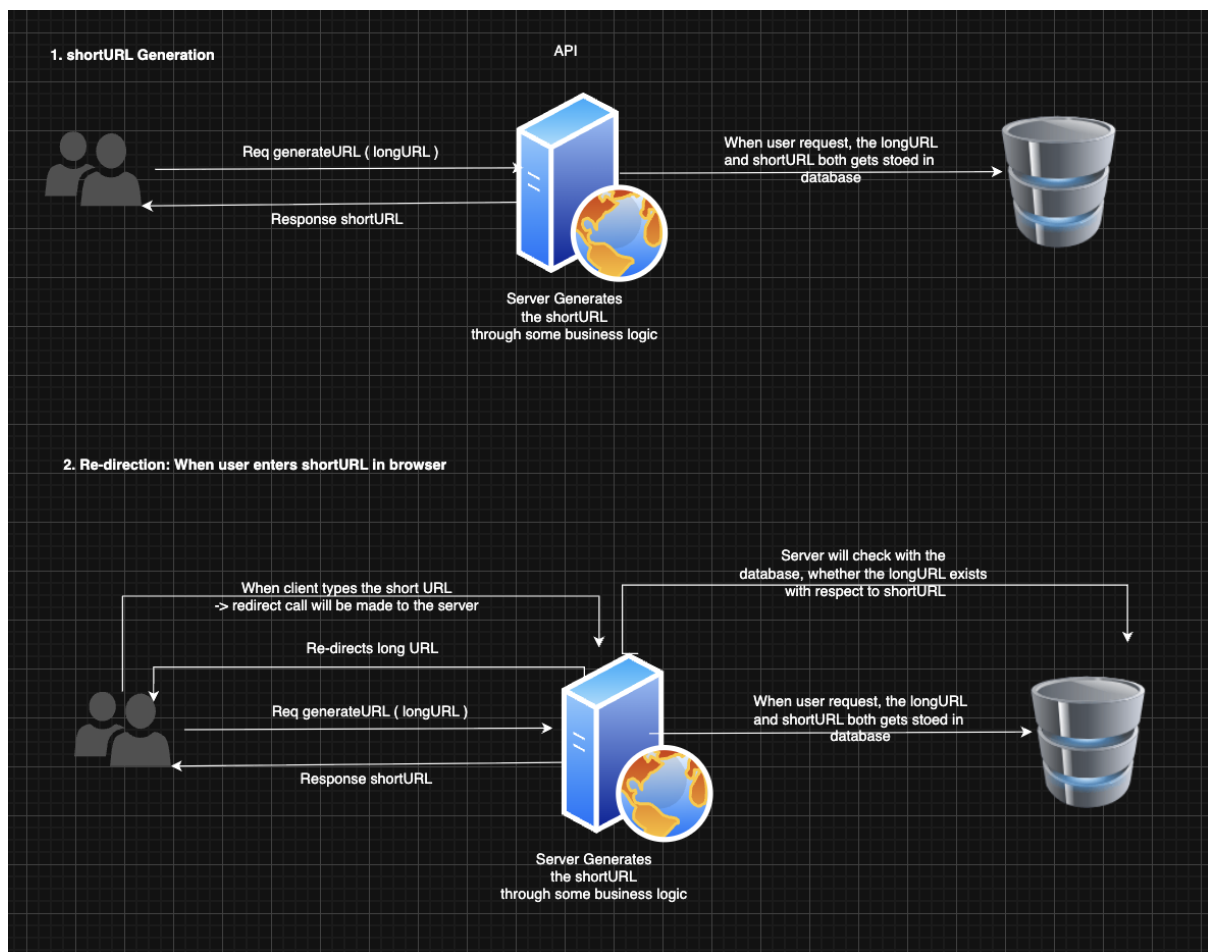 1. shortURL Generation
API
Req generateURL ( longURL )
Response shortURL
When user request, the longURL
and shortURL both gets stoed in
database
Server Generates
the shortURL
through some business logic
2. Re-direction: When user enters shortURL in browser
When client types the short URL
-> redirect call will be made to the server
Server will check with the
database, whether the longURL exists
with respect to shortURL
Re-directs long URL
Req generateURL ( longURL )
Response shortURL
When user request, the longURL
and shortURL both gets stoed in
database
Server Generates
the shortURL
through some business logic